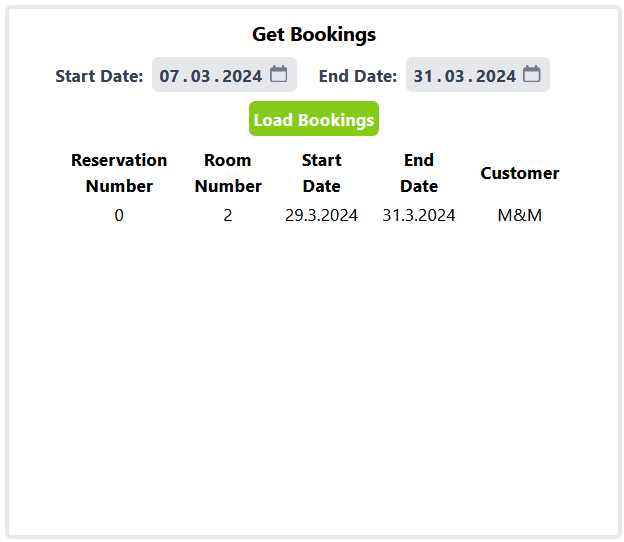 Get Bookings
Start Date: 07.03.2024 End Date: 31.03.2024
Load Bookings
Reservation Number Room Number Start Date End Date Customer
0 2 29.3.2024 31.3.2024 M&M